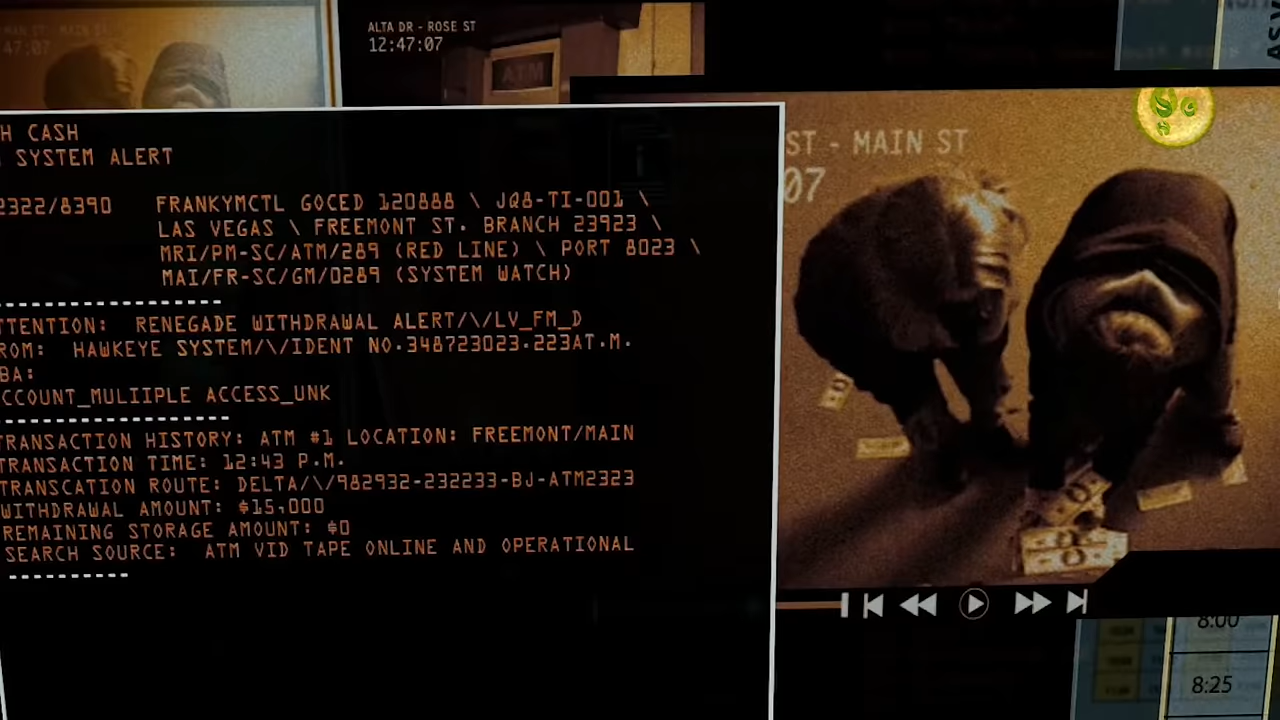 ALTA DR - ROSE ST
12:47:07
:47:07
ATM
H CASH
SYSTEM ALERT
ST - MAIN ST
07
2322/8390 FRANKYMCTL GOCED 120888 \ JQ8-TI-001 \
LAS VEGAS \ FREEMONT ST. BRANCH 23923 \
MRI/PM-SC/ATM/289 (RED LINE) \ PORT 8023 \
MAI/FR-SC/GM/0289 (SYSTEM WATCH)
TTENTION: RENEGADE WITHDRAWAL ALERT/\/LV_FM_D
ROM: HAWKEYE SYSTEM/\/IDENT NO.348723023.223AT.M.
BA:
CCOUNT_MULIIPLE ACCESS_UNK
TRANSACTION HISTORY: ATM #1 LOCATION: FREEMONT/MAIN
TRANSACTION TIME: 12:43 P.M.
TRANSCATION ROUTE: DELTA/\/982932-232233-BJ-ATM2323
WITHDRAWAL AMOUNT: $15,000
REMAINING STORAGE AMOUNT: $0
SEARCH SOURCE: ATM VID TAPE ONLINE AND OPERATIONAL
8:00
8:25